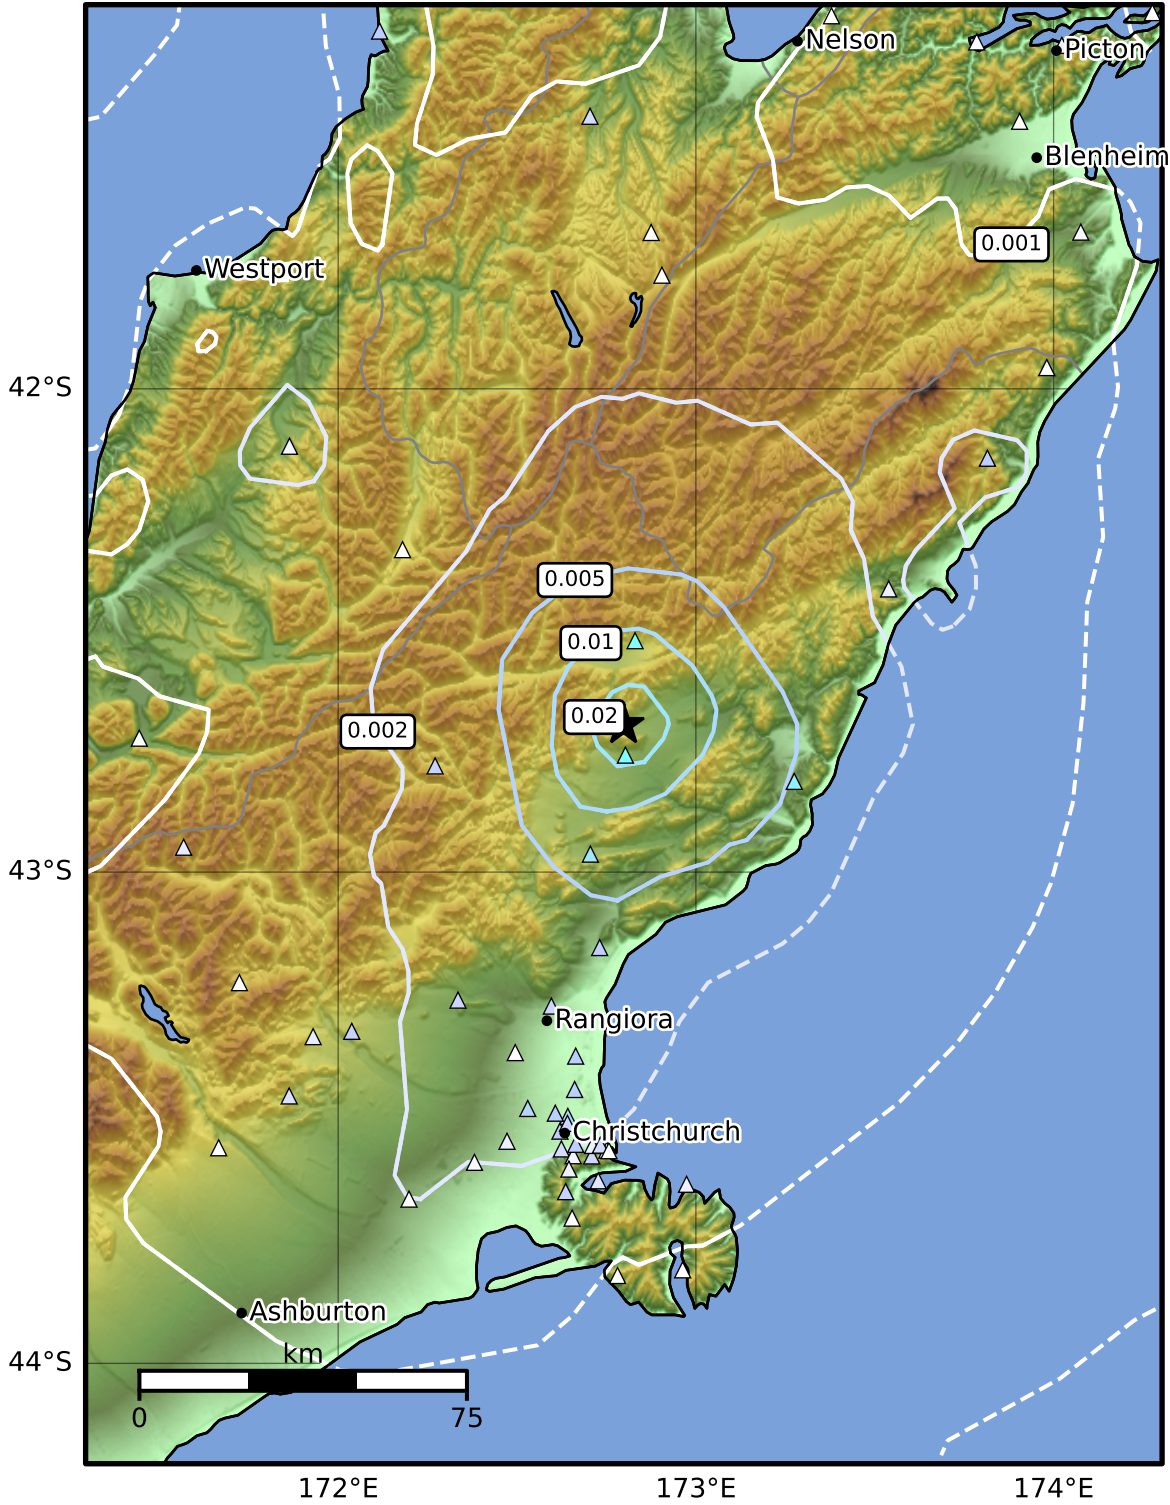 Nelson
Picton
Blenheim
0.001
Westport
42°S
0.005
0.01
0.02
0.002
43°S
Rangiora
Christchurch
Ashburton
km
44°S
0
75
172°E
173°E
174°E